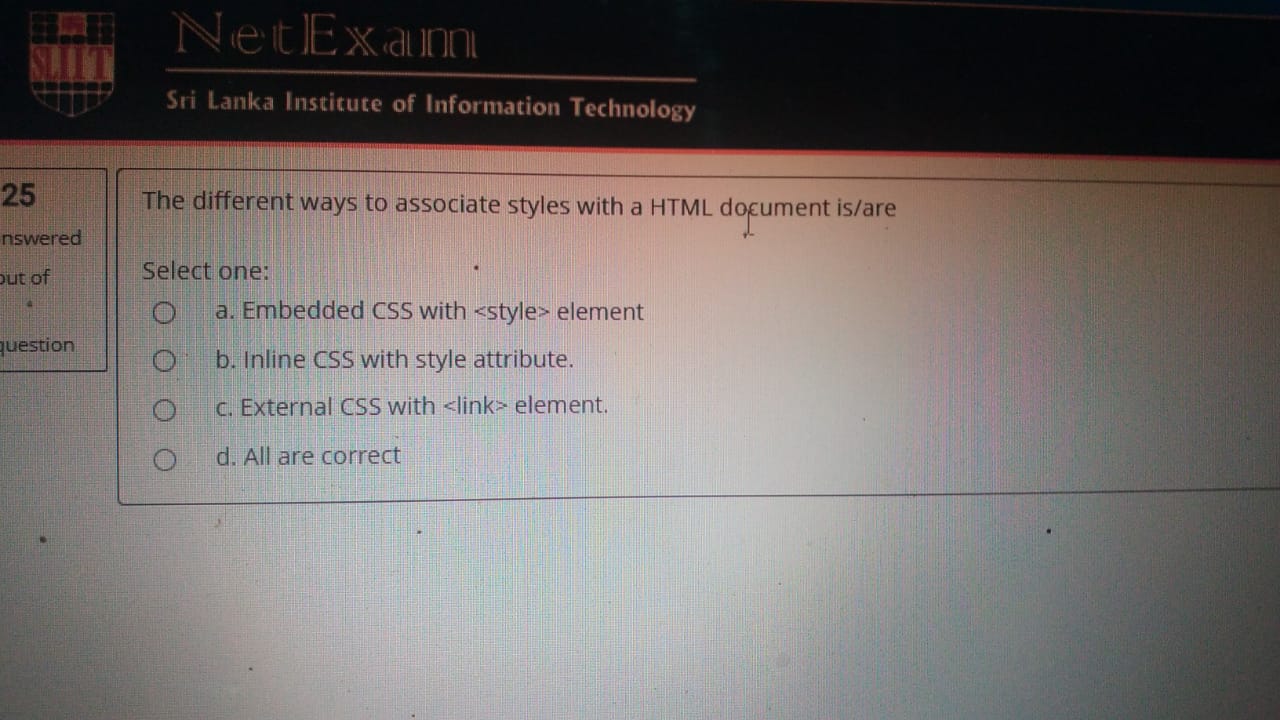 SLIIT
NetExam
Sri Lanka Institute of Information Technology
25
nswered
out of
question
The different ways to associate styles with a HTML document is/are
Select one:
a. Embedded CSS with <style> element
b. Inline CSS with style attribute.
c. External CSS with <link> element.
d. All are correct